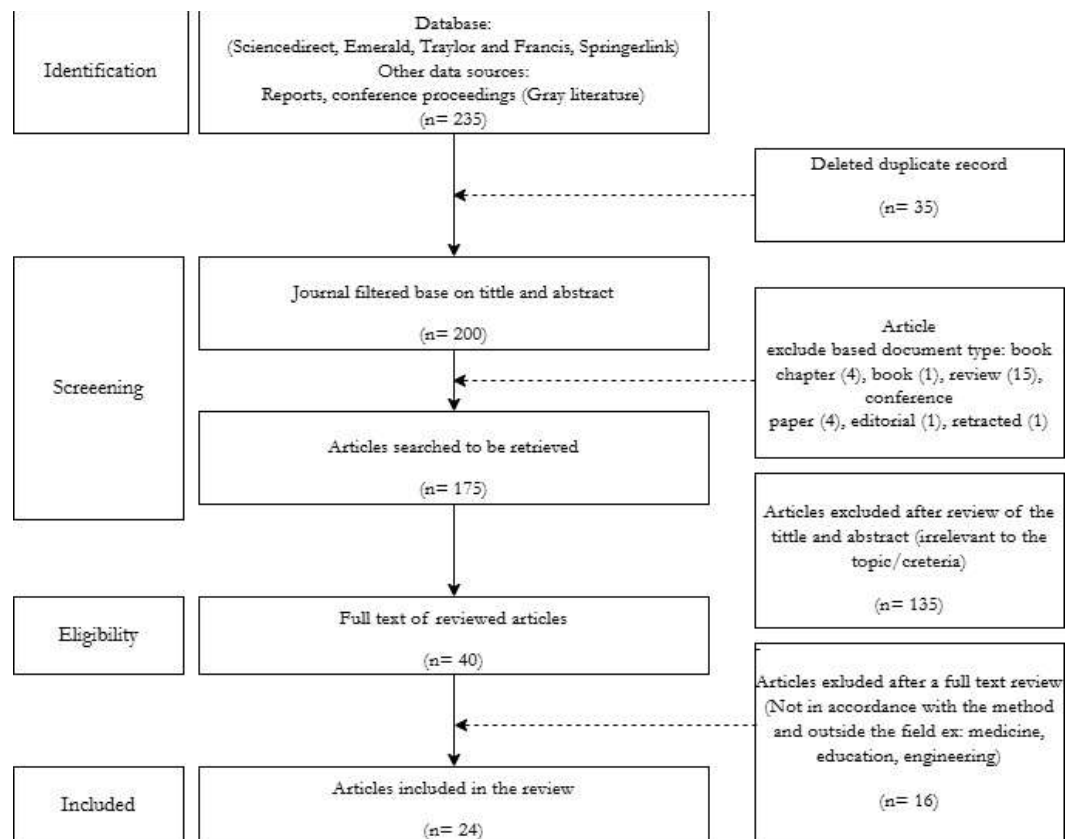 Identification
Database:
(Sciencedirect, Emerald, Traylor and Francis, Springerlink)
Other data sources:
Reports, conference proceedings (Gray literature)
(n= 235)
Deleted duplicate record
(n= 35)
Screeening
Journal filtered base on tittle and abstract
(n= 200)
Article
exclude based document type: book
chapter (4), book (1), review (15),
conference
paper (4), editorial (1), retracted (1)
Articles searched to be retrieved
(n= 175)
Articles excluded after review of the
tittle and abstract (irrelevant to the
topic/creteria)
(n= 135)
Eligibility
Full text of reviewed articles
(n= 40)
Articles exluded after a full text review
(Not in accordance with the method
and outside the field ex: medicine,
education, engineering)
(n= 16)
Included
Articles included in the review
(n= 24)